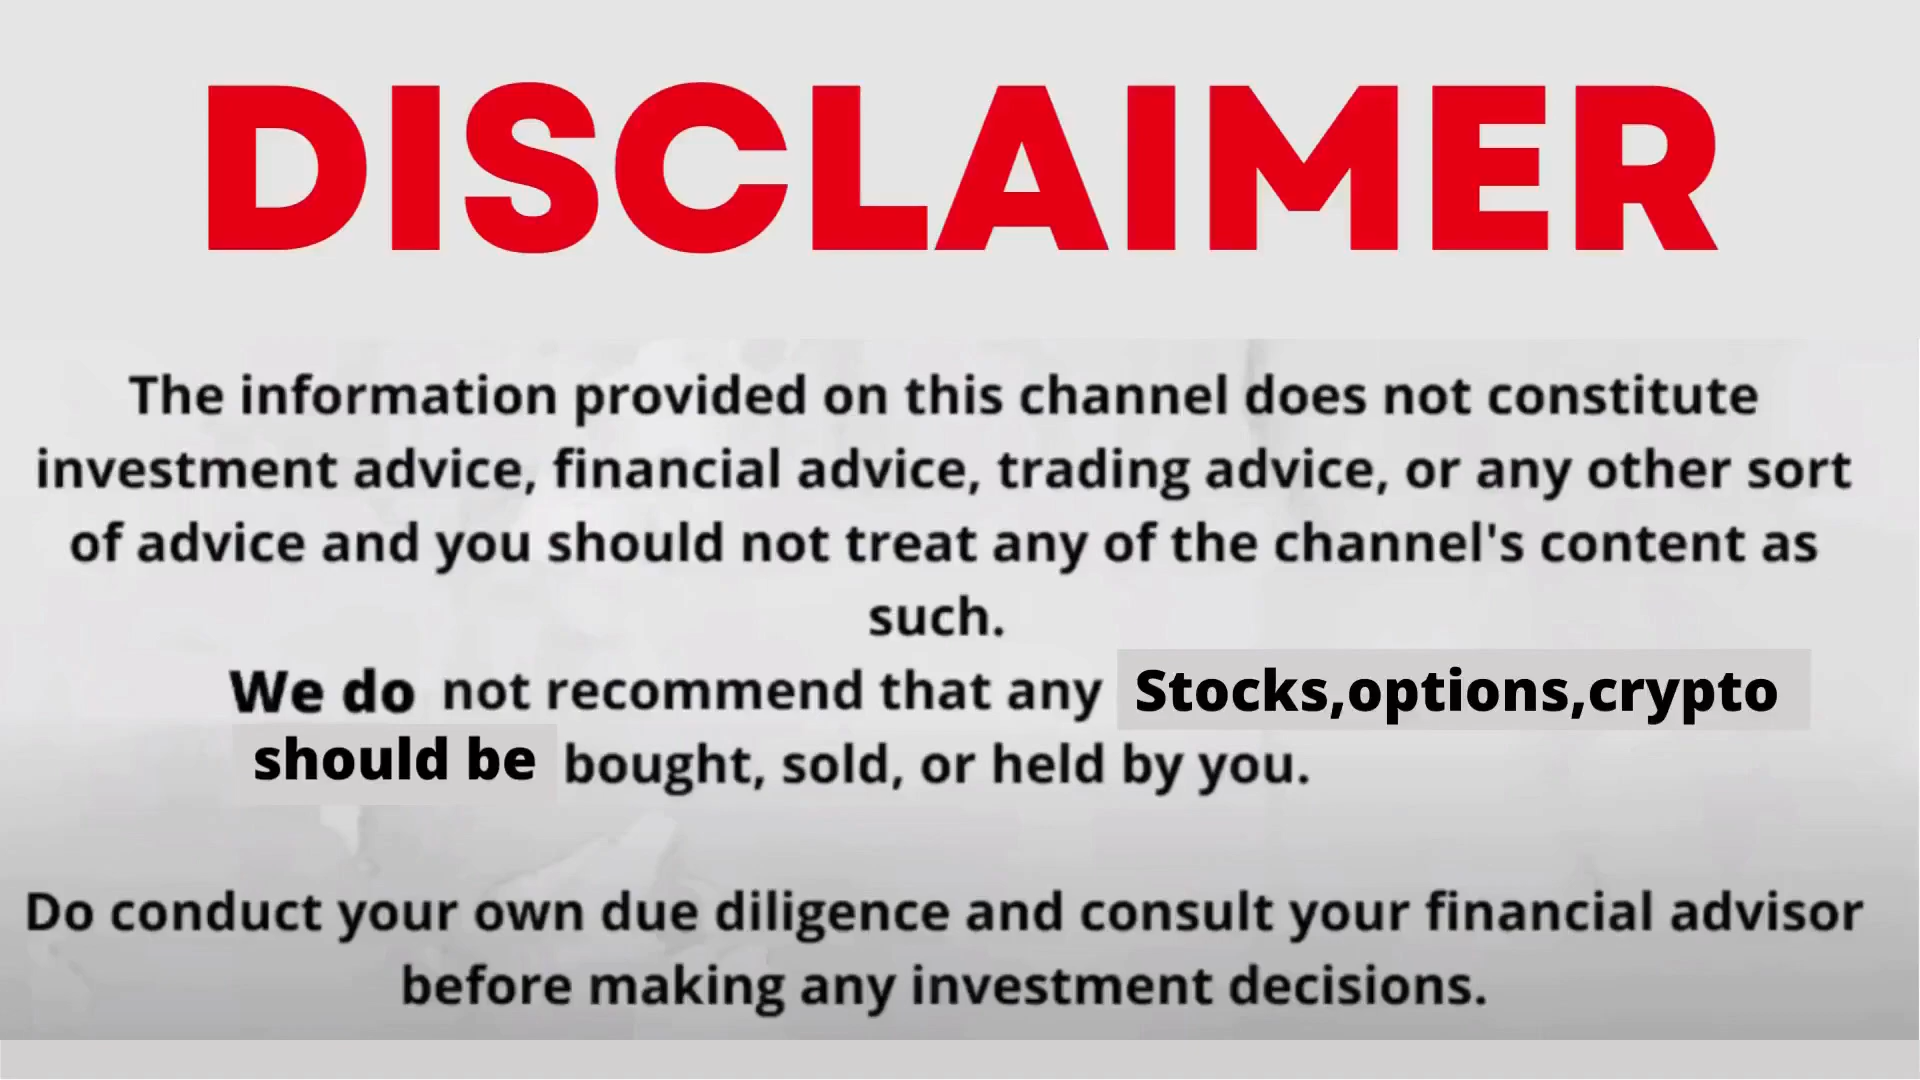 DISCLAIMER
The information provided on this channel does not constitute
investment advice, financial advice, trading advice, or any other sort
of advice and you should not treat any of the channel's content as
such.
We do not recommend that any Stocks,options,crypto
should be bought, sold, or held by you.
Do conduct your own due diligence and consult your financial advisor
before making any investment decisions.